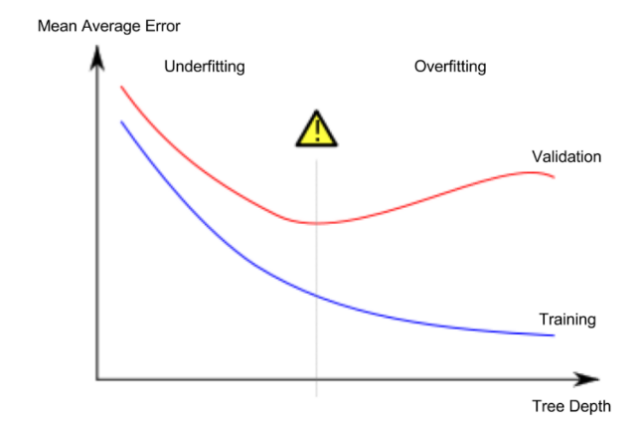 Mean Average Error
Underfitting
Overfitting
!
Validation
Training
Tree Depth